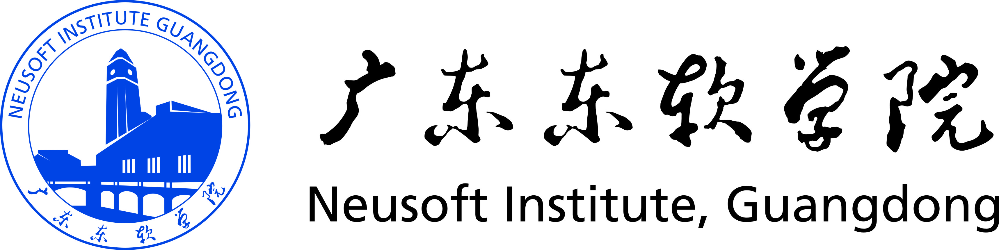 NEUSOFT INSTITUTE GUANGDONG
广东东软学院
广东东软学院
Neusoft Institute, Guangdong